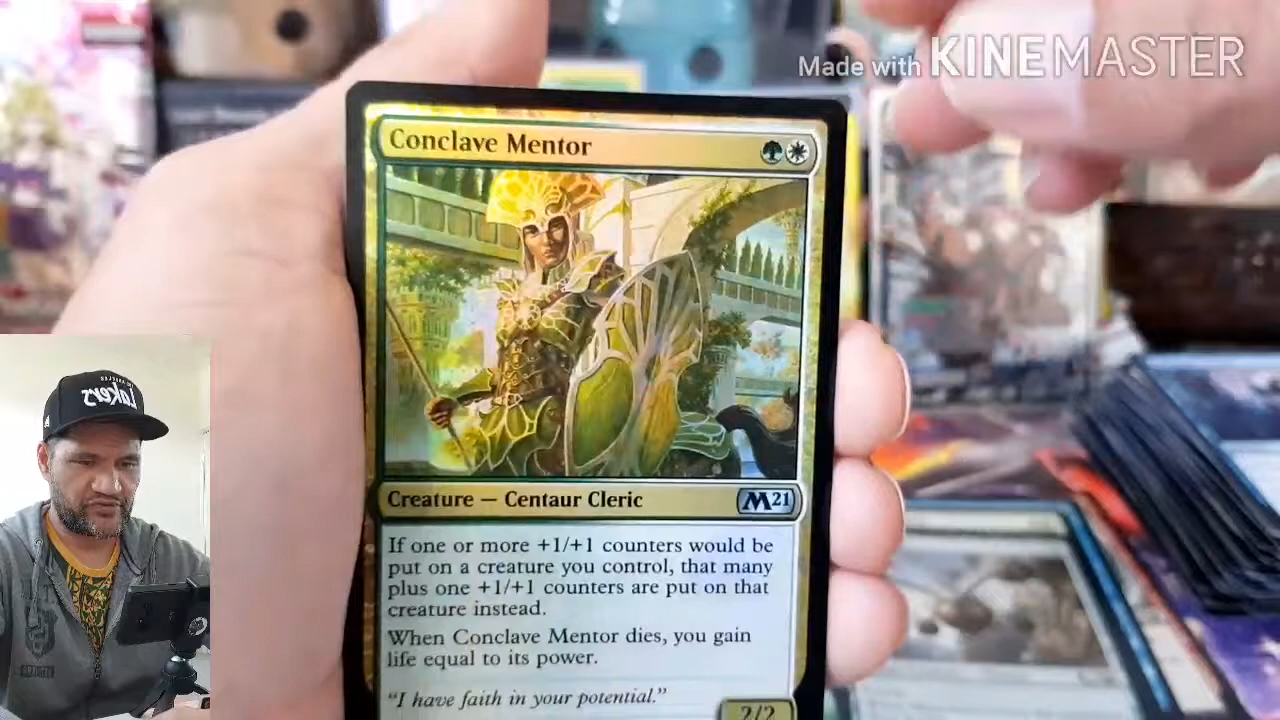 Made with KINEMASTER
Conclave Mentor
Lakers
Creature — Centaur Cleric
M21
If one or more +1/+1 counters would be
put on a creature you control, that many
plus one +1/+1 counters are put on that
creature instead.
When Conclave Mentor dies, you gain
life equal to its power.
"I have faith in your potential."
2/2